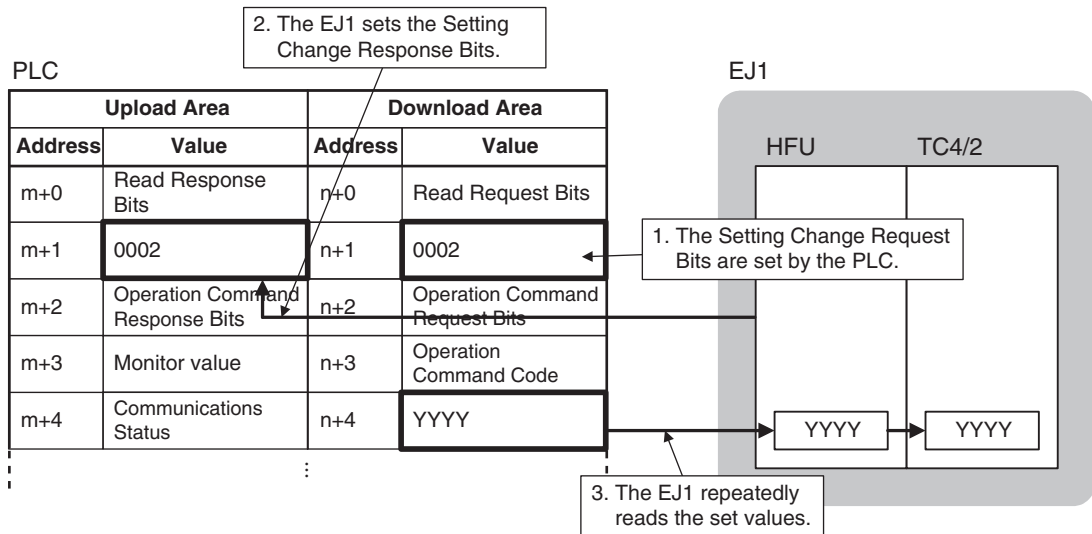 2. The EJ1 sets the Setting
Change Response Bits.
PLC
EJ1
Upload Area Download Area
Address Value Address Value
HFU TC4/2
m+0 Read Response
Bits n+0 Read Request Bits
1. The Setting Change Request
Bits are set by the PLC.
m+1 0002 n+1 0002
m+2 Operation Command
Response Bits n+2 Operation Command
Request Bits
m+3 Monitor value n+3 Operation
Command Code
m+4 Communications
Status n+4 YYYY
YYYY YYYY
3. The EJ1 repeatedly
reads the set values.